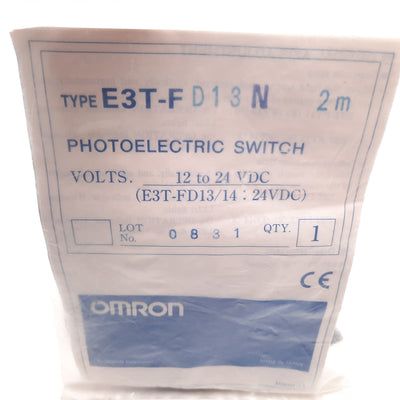 TYPE E3T-FD13N 2m
PHOTOELECTRIC SWITCH
VOLTS. 12 to 24 VDC
(E3T-FD13/14 : 24VDC)
LOT No. 0831 QTY. 1
CE
OMRON